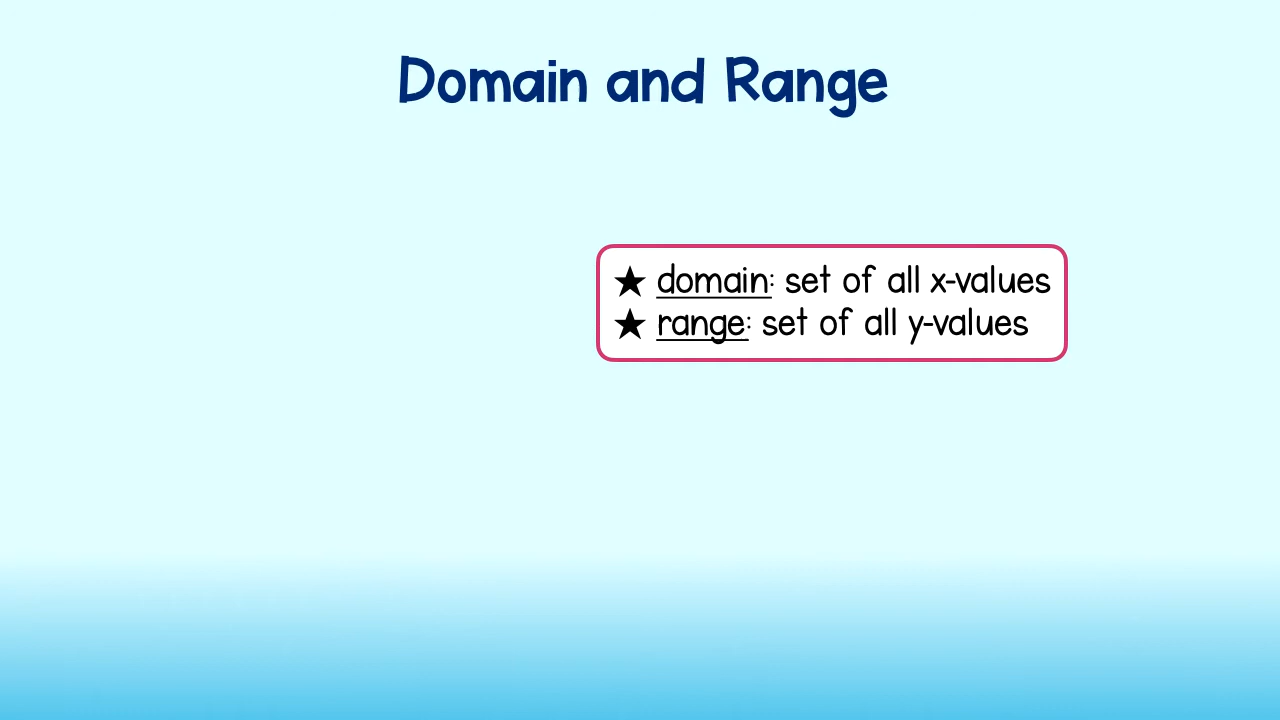 Domain and Range
★ domain: set of all x-values
★ range: set of all y-values